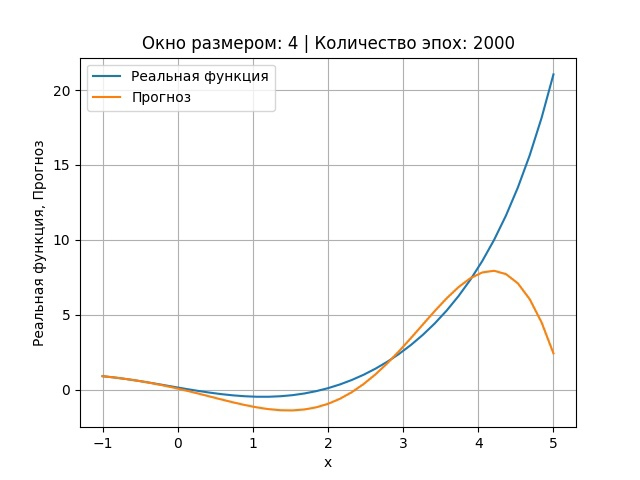 Окно размером: 4 | Количество эпох: 2000
Реальная функция
Прогноз
Реальная функция, Прогноз
20
15
10
5
0
−1 0 1 2 3 4 5
x